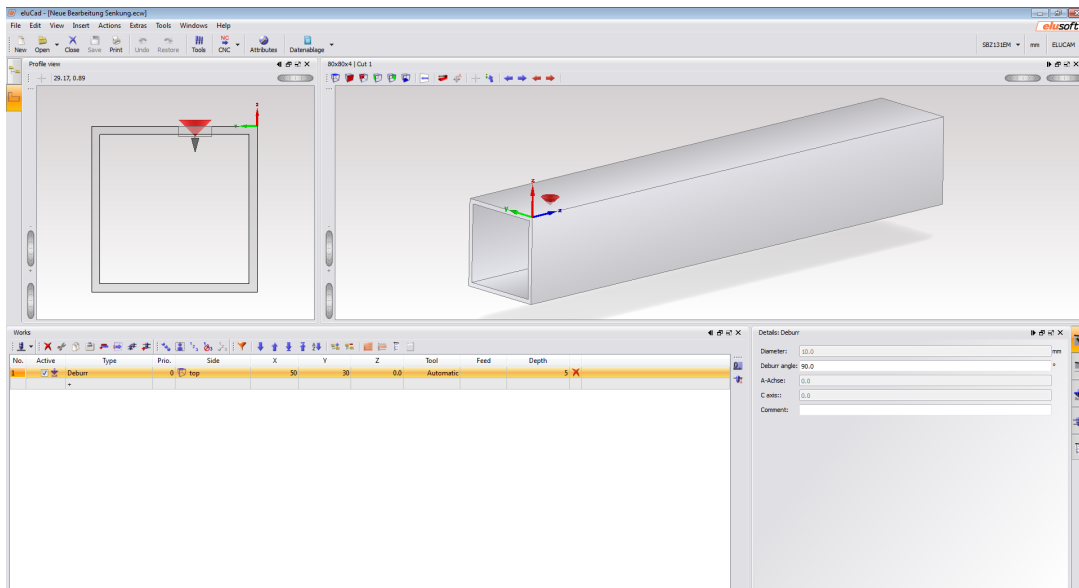 eluCad - [Neue Bearbeitung Senkung.ecw]
File Edit View Insert Actions Extras Tools Windows Help
elusoft
New Open Close Save Print Undo Restore Tools CNC Attributes Datenablage
SBZ131EM mm ELUCAM
Profile view
80x80x4 | Cut 1
29.17, 0.89
Works
Details: Deburr
No. Active Type Prio. Side X Y Z Tool Feed Depth
1 Deburr 0 top 50 30 0.0 Automatic 5
+
Diameter: 10.0 mm
Deburr angle: 90.0 °
A-Achse: 0.0
C axis:: 0.0
Comment: